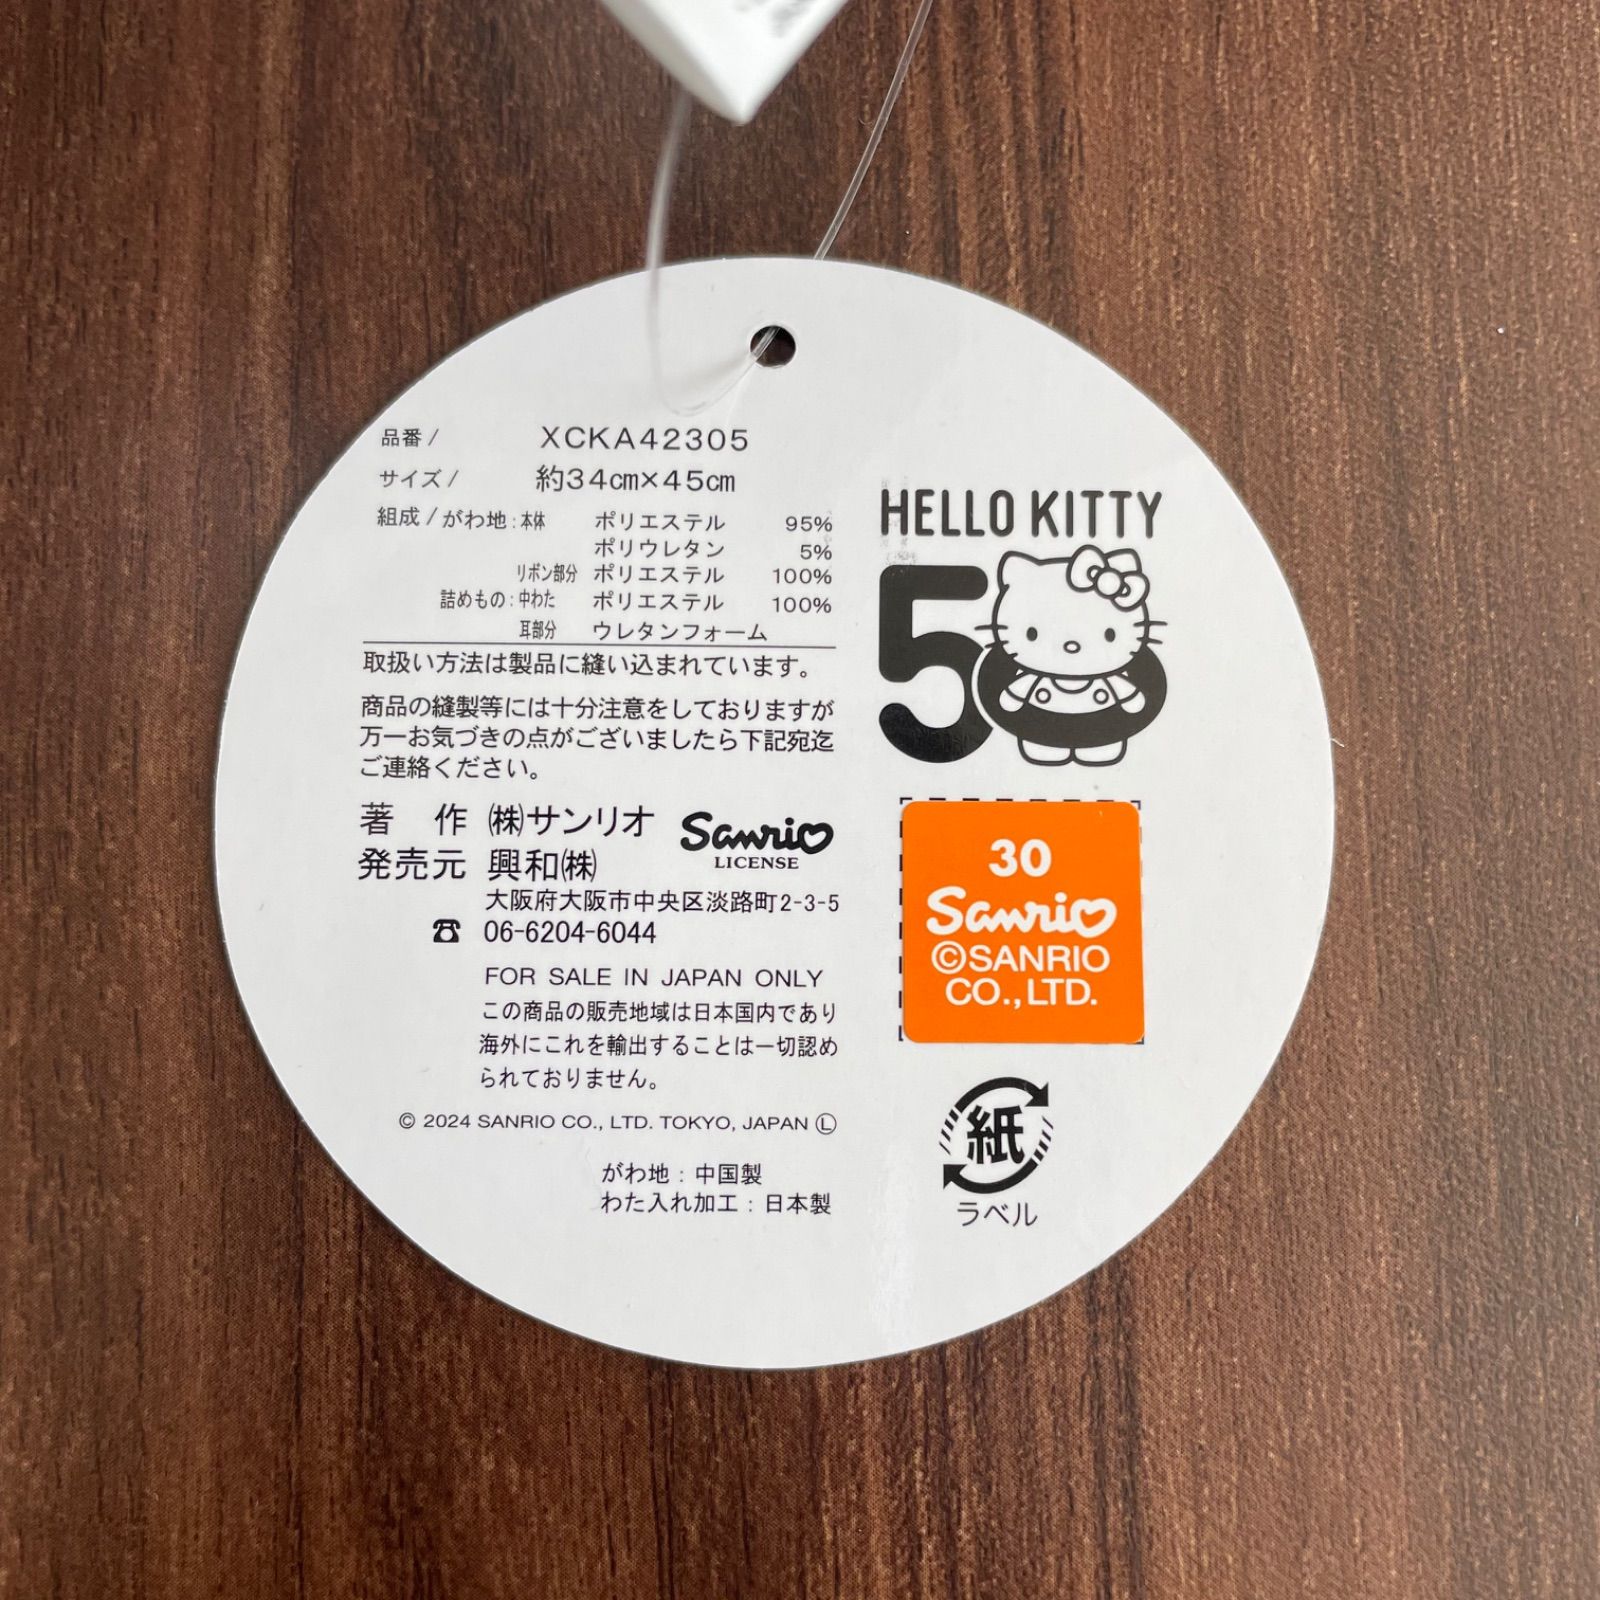 品番/ XCKA42305
サイズ/ 約34cm×45cm
組成/がわ地:本体 ポリエステル 95%
ポリウレタン 5%
リボン部分 ポリエステル 100%
詰めもの:中わた ポリエステル 100%
耳部分 ウレタンフォーム
取扱い方法は製品に縫い込まれています。
商品の縫製等には十分注意をしておりますが
万一お気づきの点がございましたら下記宛迄
ご連絡ください。
著作 ㈱サンリオ Sanrio
LICENSE
発売元 興和㈱
大阪府大阪市中央区淡路町2-3-5
☎ 06-6204-6044
FOR SALE IN JAPAN ONLY
この商品の販売地域は日本国内であり
海外にこれを輸出することは一切認め
られておりません。
© 2024 SANRIO CO., LTD. TOKYO, JAPAN Ⓛ
がわ地:中国製
わた入れ加工:日本製
HELLO KITTY
50
30
Sanrio
©SANRIO
CO.,LTD.
紙
ラベル